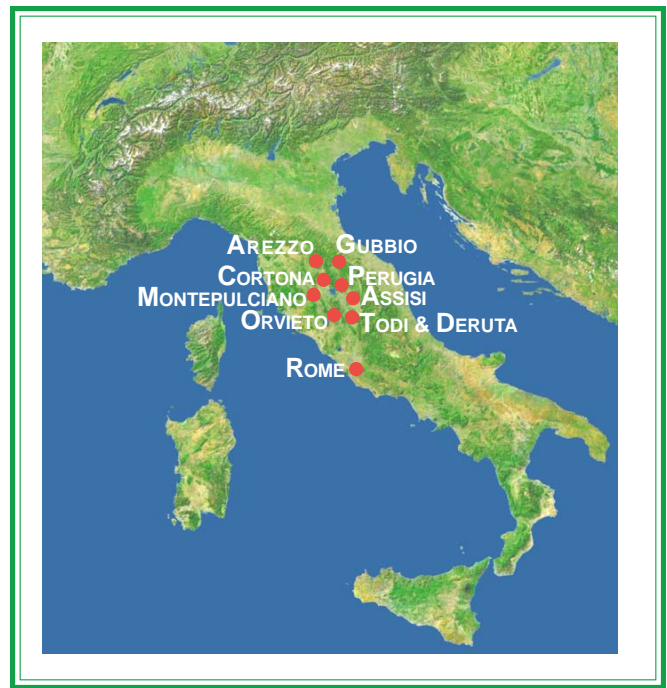 AREZZO
GUBBIO
CORTONA
PERUGIA
MONTEPULCIANO
ASSISI
ORVIETO
TODI & DERUTA
ROME